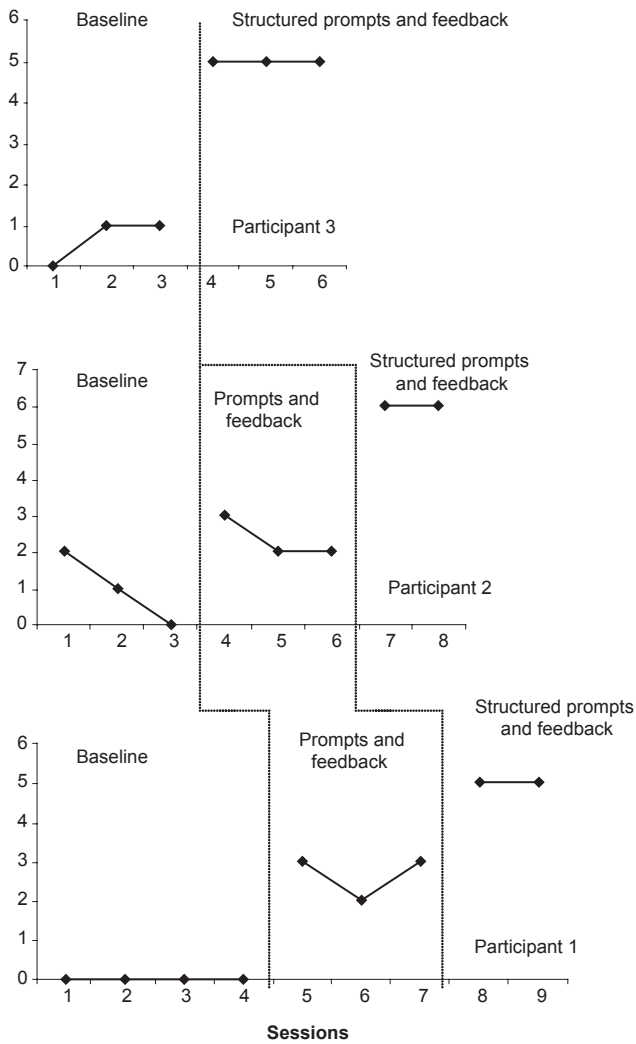 Baseline Structured prompts and feedback
6
5
4
3
2
1
0
Participant 3
1 2 3 4 5 6
Baseline
Prompts and
feedback
Structured prompts
and feedback
7
6
5
4
3
2
1
0
Participant 2
1 2 3 4 5 6 7 8
Baseline
Prompts and
feedback
Structured prompts
and feedback
6
5
4
3
2
1
0
Participant 1
1 2 3 4 5 6 7 8 9
Sessions